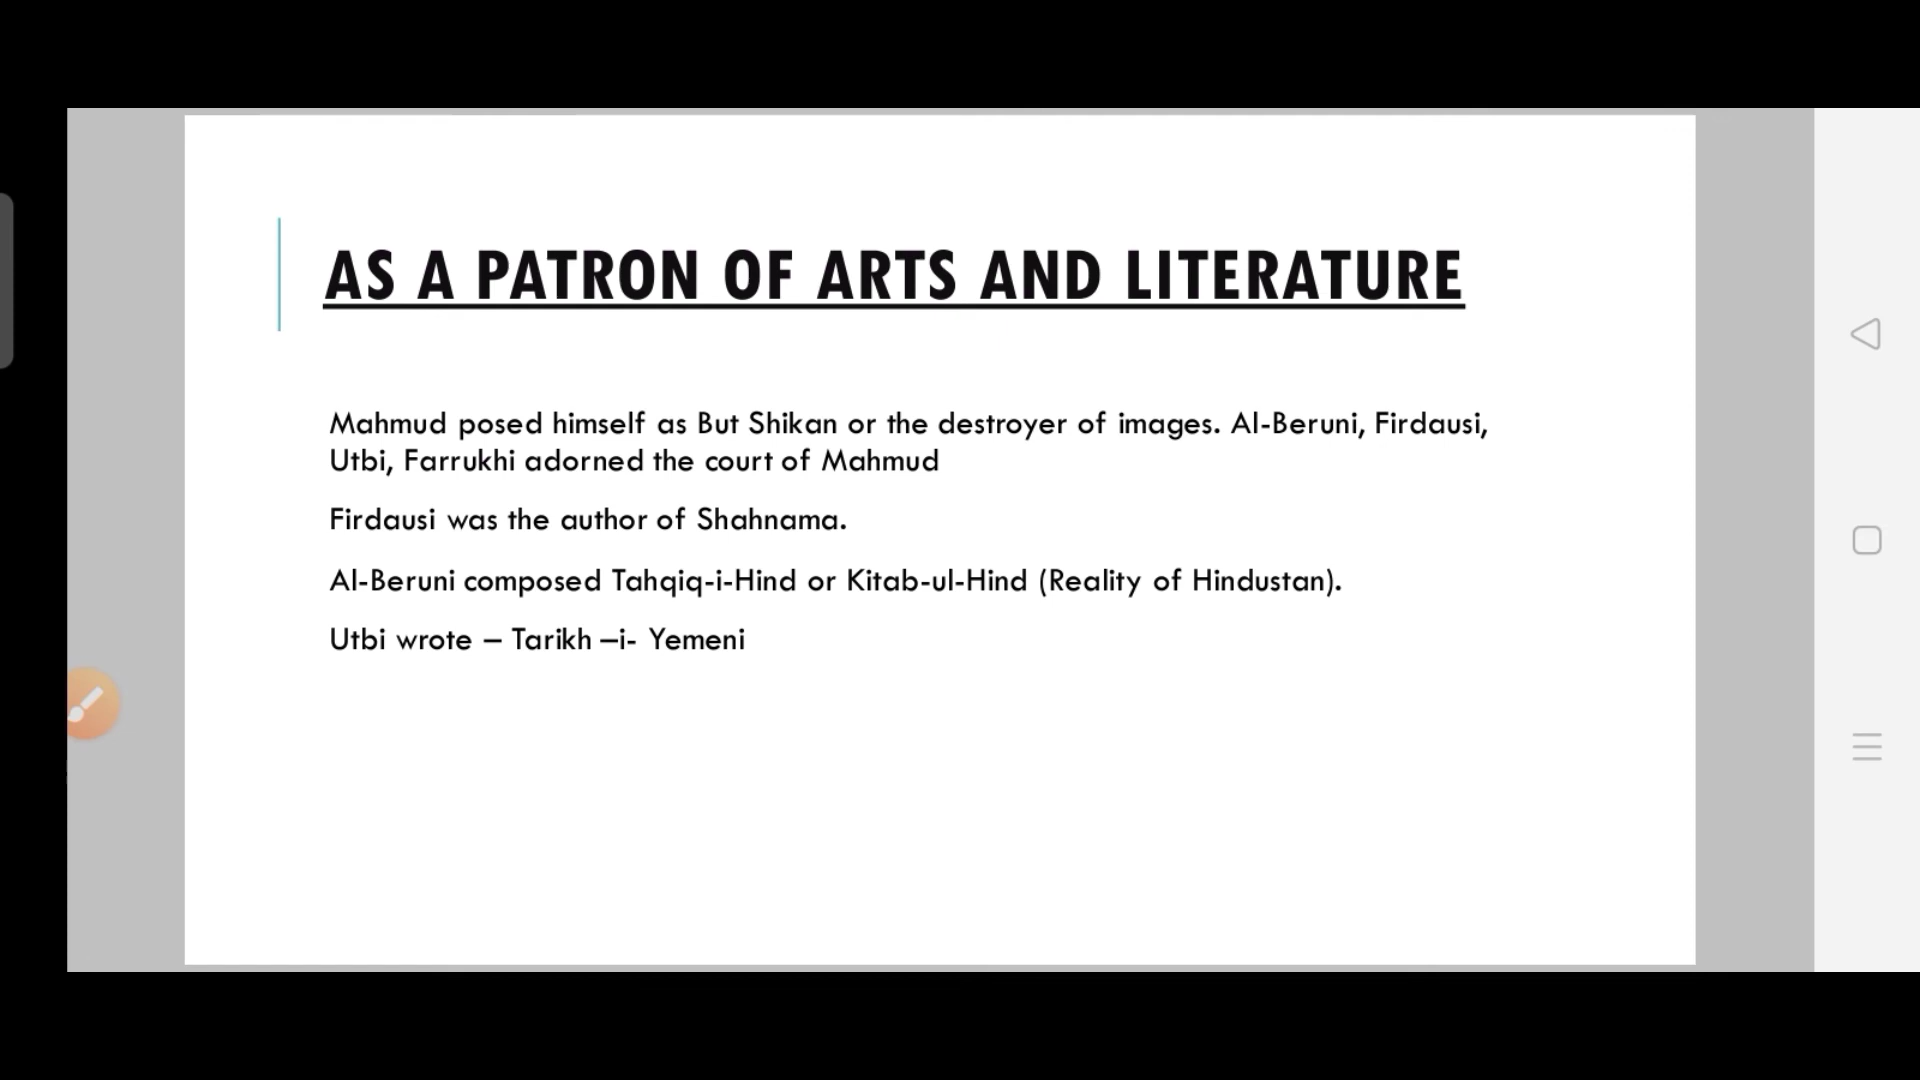 AS A PATRON OF ARTS AND LITERATURE
Mahmud posed himself as But Shikan or the destroyer of images. Al-Beruni, Firdausi,
Utbi, Farrukhi adorned the court of Mahmud
Firdausi was the author of Shahnama.
Al-Beruni composed Tahqiq-i-Hind or Kitab-ul-Hind (Reality of Hindustan).
Utbi wrote – Tarikh –i- Yemeni